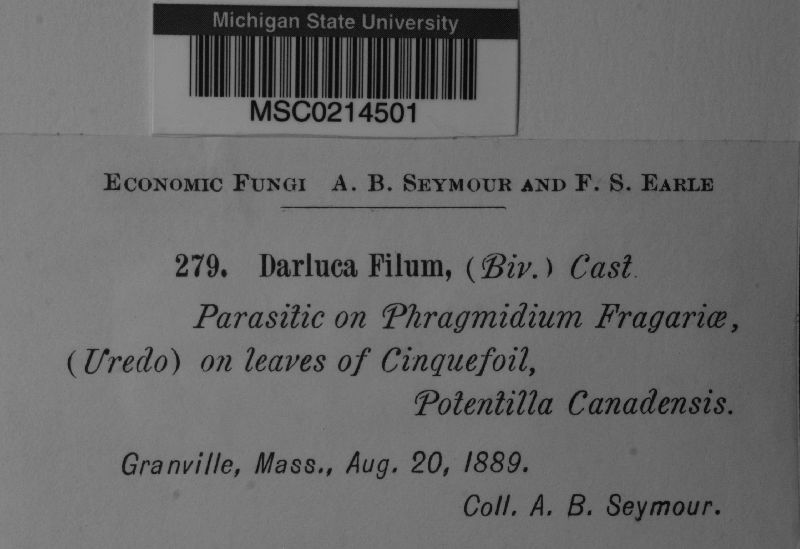 Michigan State University
MSC0214501
Economic Fungi A. B. Seymour and F. S. Earle
279. Darluca Filum, (Biv.) Cast.
Parasitic on Phragmidium Fragariæ,
(Uredo) on leaves of Cinquefoil,
Potentilla Canadensis.
Granville, Mass., Aug. 20, 1889.
Coll. A. B. Seymour.